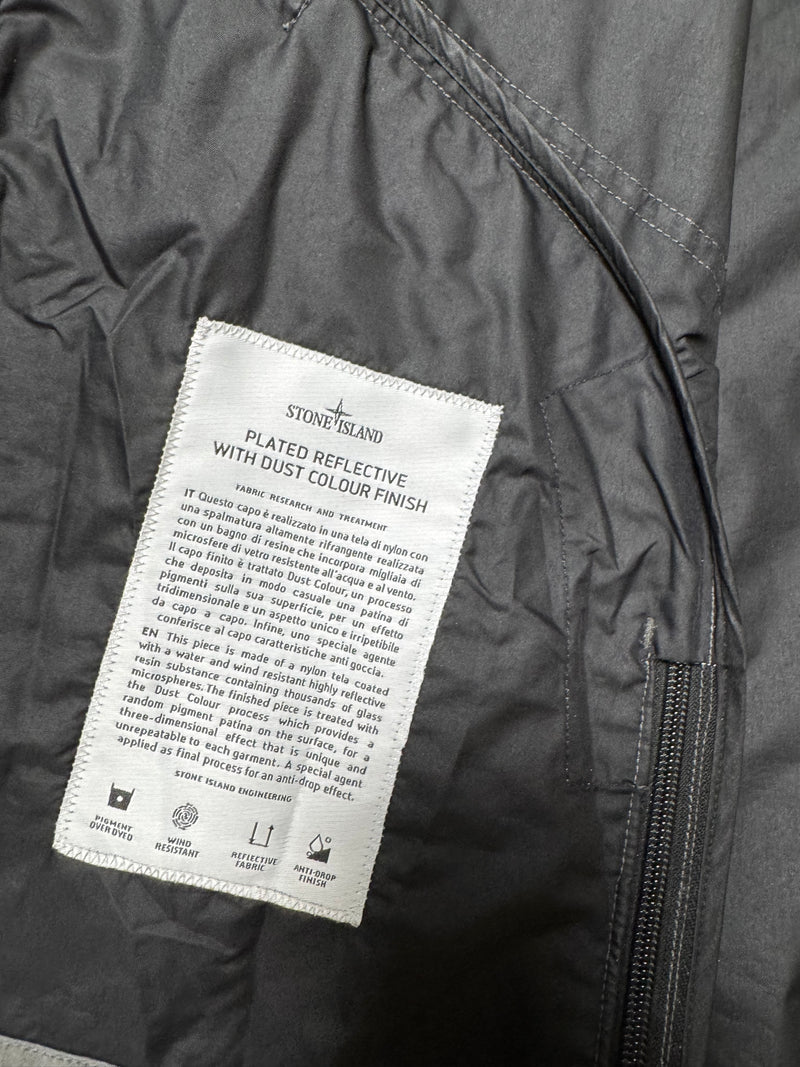 STONE ISLAND
PLATED REFLECTIVE
WITH DUST COLOUR FINISH
FABRIC RESEARCH AND TREATMENT
IT Questo capo è realizzato in una tela di nylon con
una spalmatura altamente rifrangente realizzata
con un bagno di resine che incorpora migliaia di
microsfere di vetro resistente all'acqua e al vento.
Il capo finito è trattato Dust Colour, un processo
che deposita in modo casuale una patina di
pigmenti sulla sua superficie, per un effetto
tridimensionale e un aspetto unico e irripetibile
da capo a capo. Infine, uno speciale agente
conferisce al capo caratteristiche anti goccia.
EN This piece is made of a nylon tela coated
with a water and wind resistant highly reflective
resin substance containing thousands of glass
microspheres. The finished piece is treated with
the Dust Colour process which provides a
random pigment patina on the surface, for a
three-dimensional effect that is unique and
unrepeatable to each garment. A special agent
applied as final process for an anti-drop effect.
STONE ISLAND ENGINEERING
PIGMENT
OVER DYED
WIND
RESISTANT
REFLECTIVE
FABRIC
ANTI-DROP
FINISH